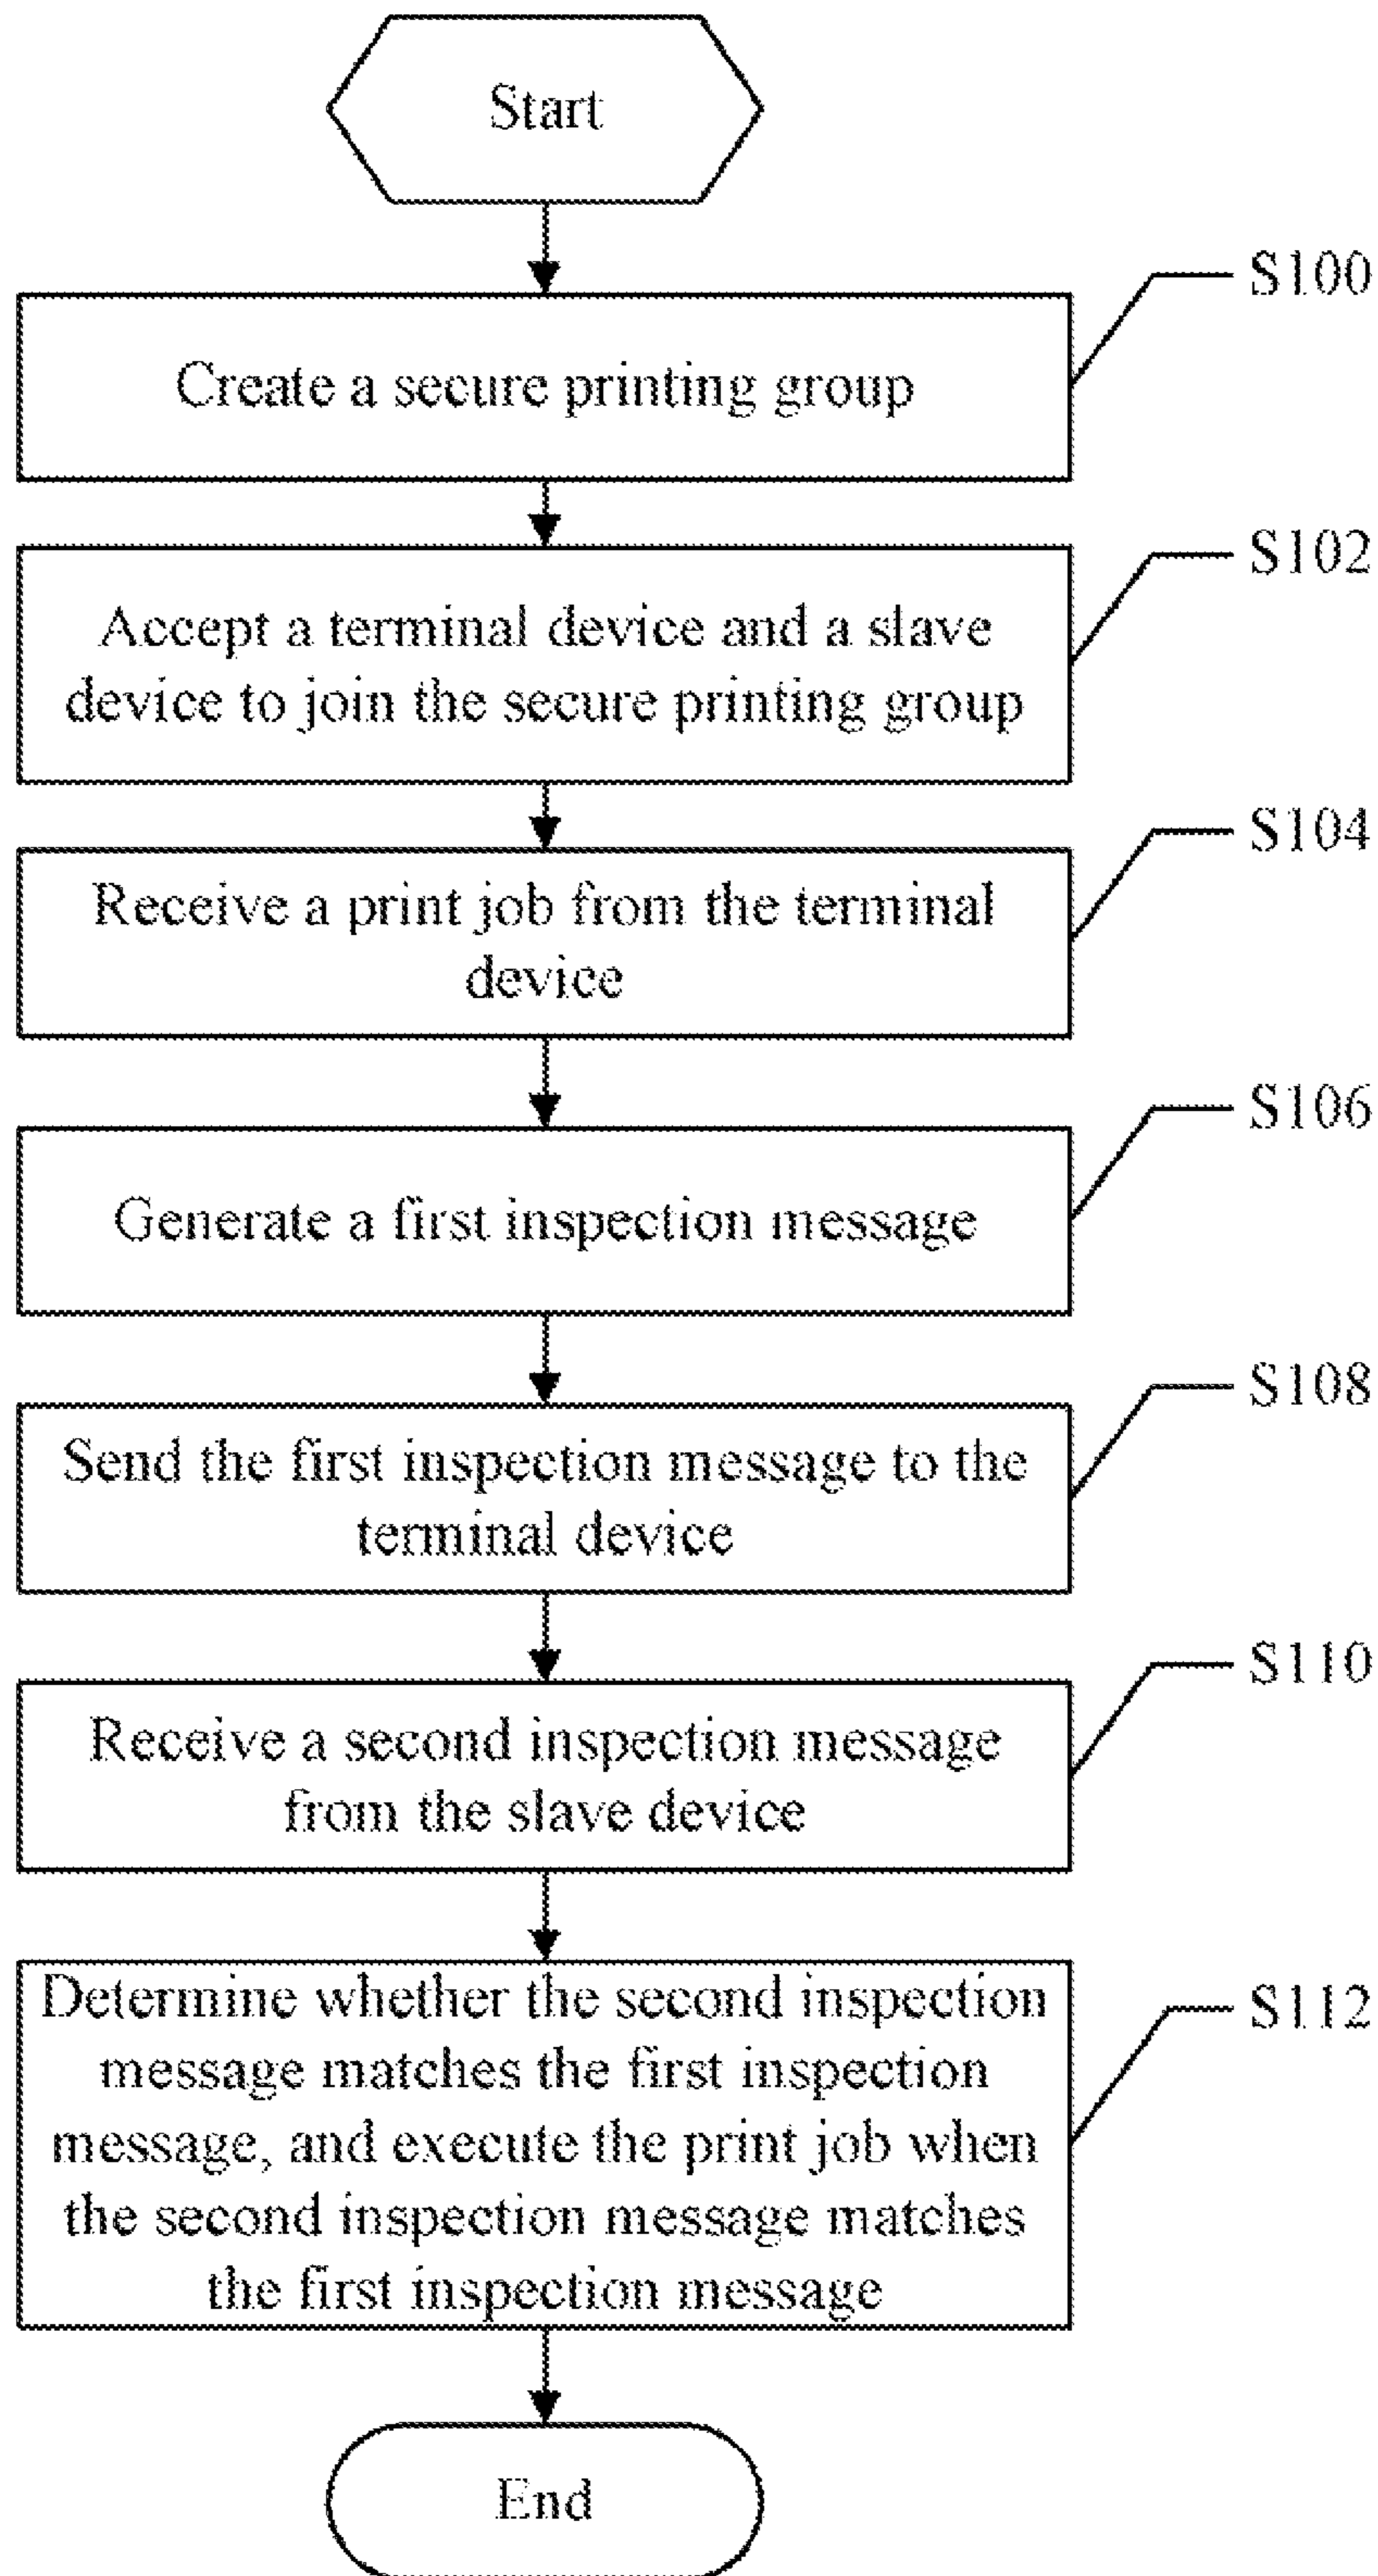 Start
S100
Create a secure printing group
S102
Accept a terminal device and a slave
device to join the secure printing group
S104
Receive a print job from the terminal
device
S106
Generate a first inspection message
S108
Send the first inspection message to the
terminal device
S110
Receive a second inspection message
from the slave device
S112
Determine whether the second inspection
message matches the first inspection
message, and execute the print job when
the second inspection message matches
the first inspection message
End